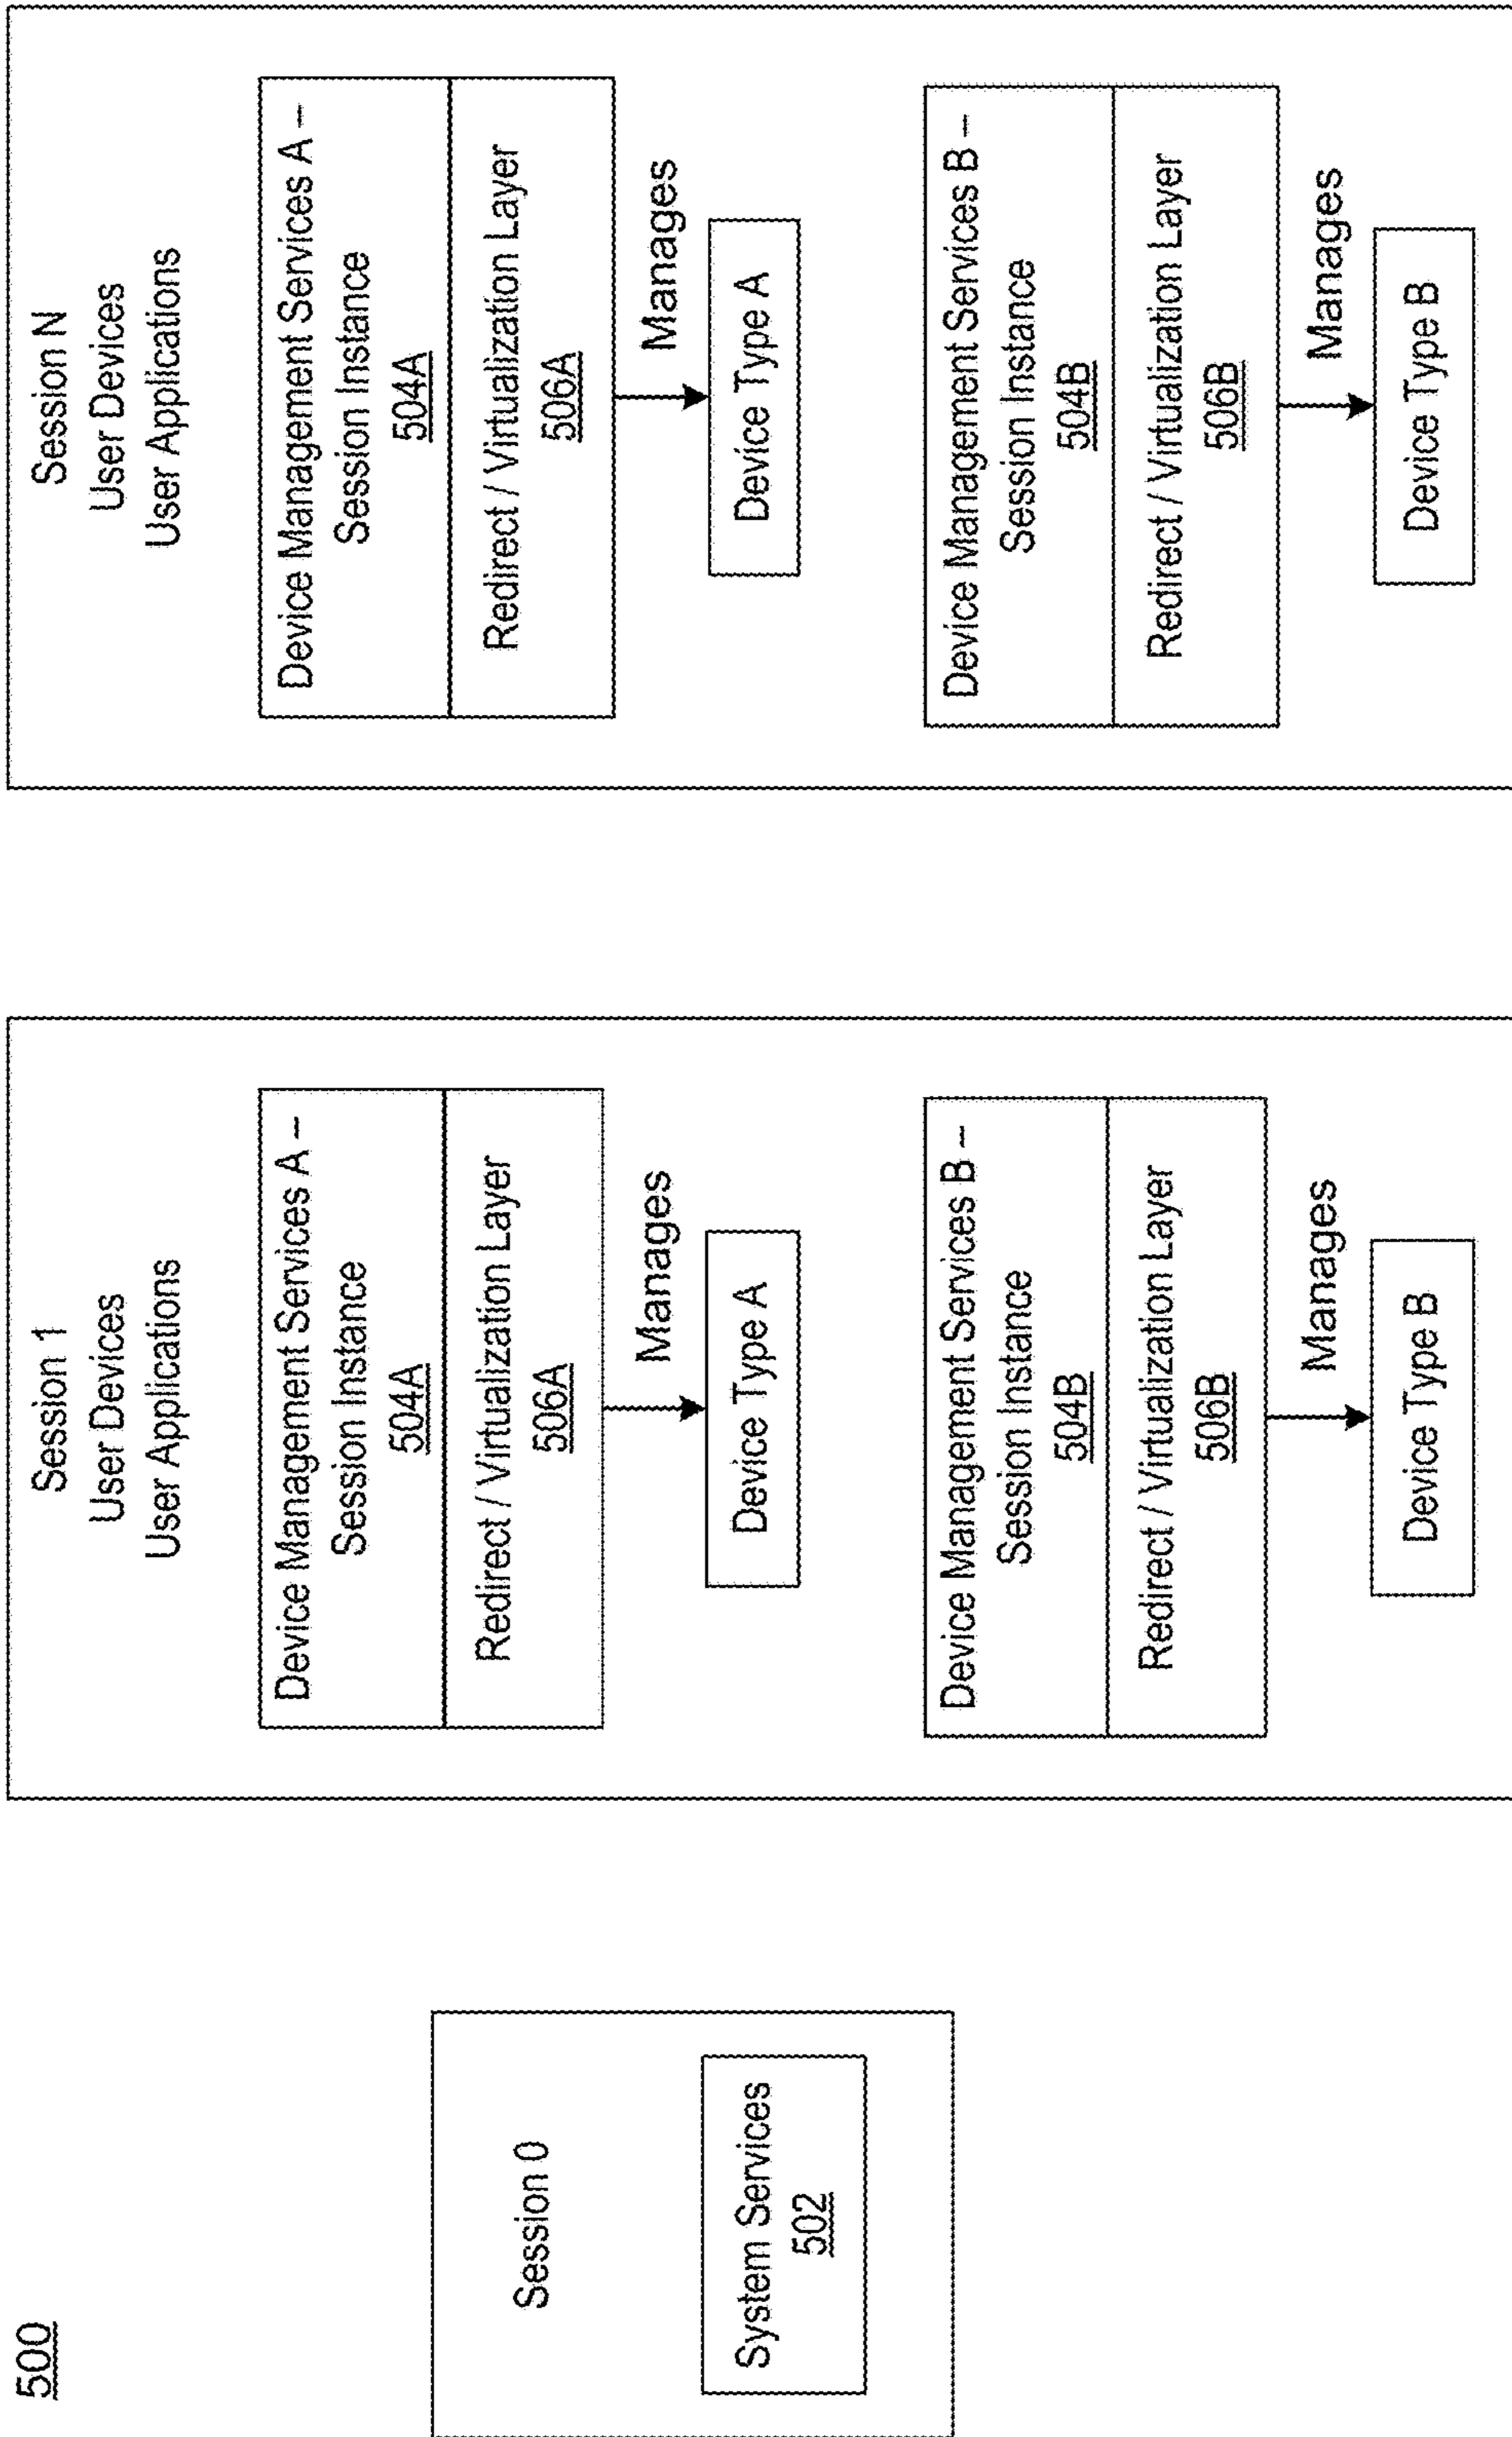 500
Session 0
System Services
502
Session 1
User Devices
User Applications
Device Management Services A –
Session Instance
504A
Redirect / Virtualization Layer
506A
Manages
Device Type A
Device Management Services B –
Session Instance
504B
Redirect / Virtualization Layer
506B
Manages
Device Type B
Session N
User Devices
User Applications
Device Management Services A –
Session Instance
504A
Redirect / Virtualization Layer
506A
Manages
Device Type A
Device Management Services B –
Session Instance
504B
Redirect / Virtualization Layer
506B
Manages
Device Type B